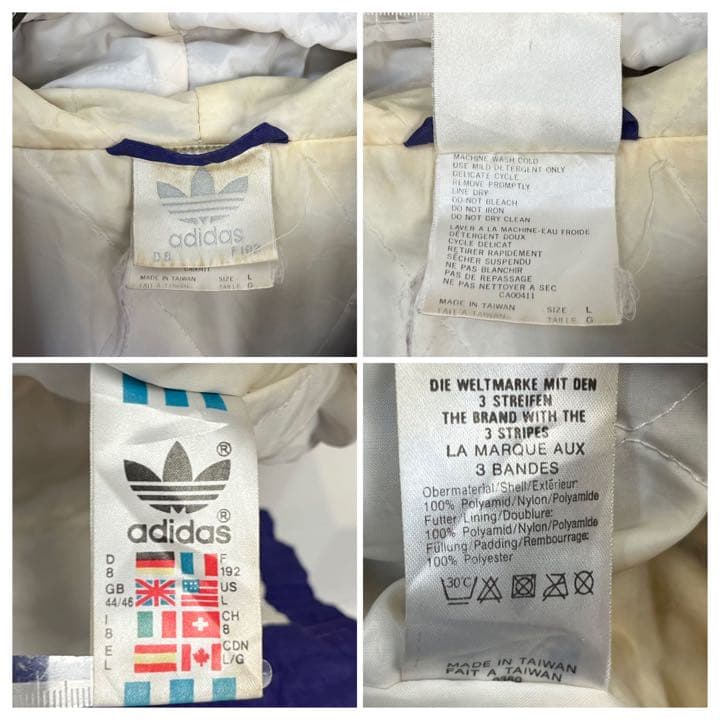 adidas
D 8 F 192
MADE IN TAIWAN SIZE L
FAIT A TAIWAN TAILLE G
MACHINE WASH COLD
USE MILD DETERGENT ONLY
DELICATE CYCLE
REMOVE PROMPTLY
LINE DRY
DO NOT BLEACH
DO NOT IRON
DO NOT DRY CLEAN
LAVER A LA MACHINE-EAU FROIDE
DÉTERGENT DOUX
CYCLE DÉLICAT
RETIRER RAPIDEMENT
SÉCHER SUSPENDU
NE PAS BLANCHIR
PAS DE REPASSAGE
NE PAS NETTOYER A SEC
CA00411
MADE IN TAIWAN SIZE L
FAIT A TAIWAN TAILLE G
®
®
adidas
D F
8 192
GB US
44/46 L
I CH
8 8
E CDN
L L/G
DIE WELTMARKE MIT DEN
3 STREIFEN
THE BRAND WITH THE
3 STRIPES
LA MARQUE AUX
3 BANDES
Obermaterial/Shell/Extérieur:
100% Polyamid/Nylon/Polyamide
Futter/Lining/Doublure:
100% Polyamid/Nylon/Polyamide
Füllung/Padding/Rembourrage:
100% Polyester
30°C
MADE IN TAIWAN
FAIT A TAIWAN